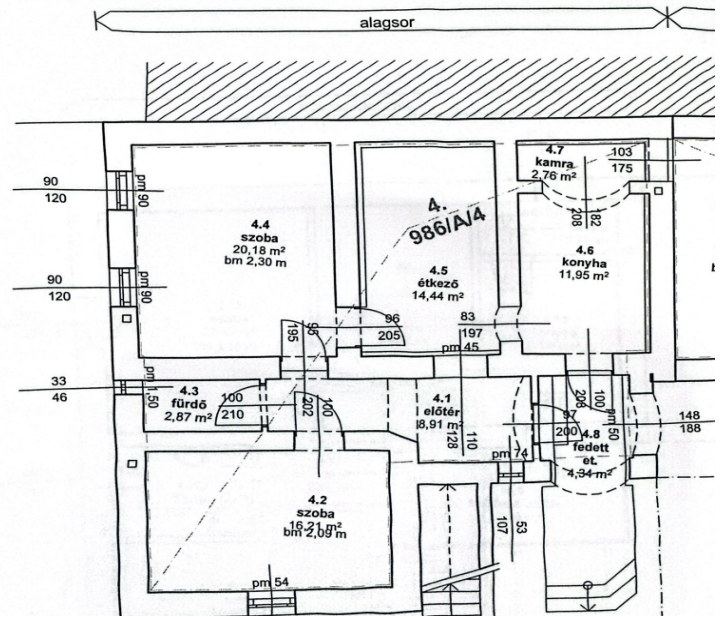 alagsor
4.7
kamra
2,76 m²
103
175
90
120
pm 90
4.
986/A/4
182
208
4.4
szoba
20,18 m²
bm 2,30 m
4.6
konyha
11,95 m²
4.5
étkező
14,44 m²
90
120
pm 90
95
195
96
205
83
197
pm 45
33
46
pm 1,50
4.3
fürdő
2,87 m²
100
210
100
202
4.1
előtér
8,91 m²
110
128
100
208
pm 50
97
200
148
188
4.8
fedett
et.
4,34 m²
pm 74
4.2
szoba
16,21 m²
bm 2,09 m
53
107
pm 54